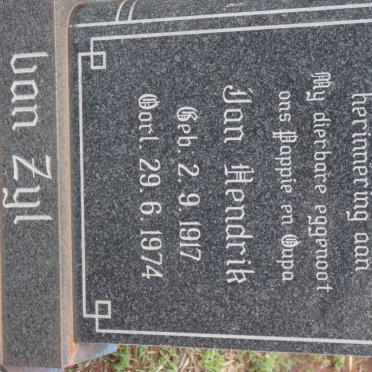 herinnering aan
My dierbare eggenoot
ons Pappie en Oupa
Jan Hendrik
Geb. 2. 9. 1917
Oorl. 29. 6. 1974
van Zyl